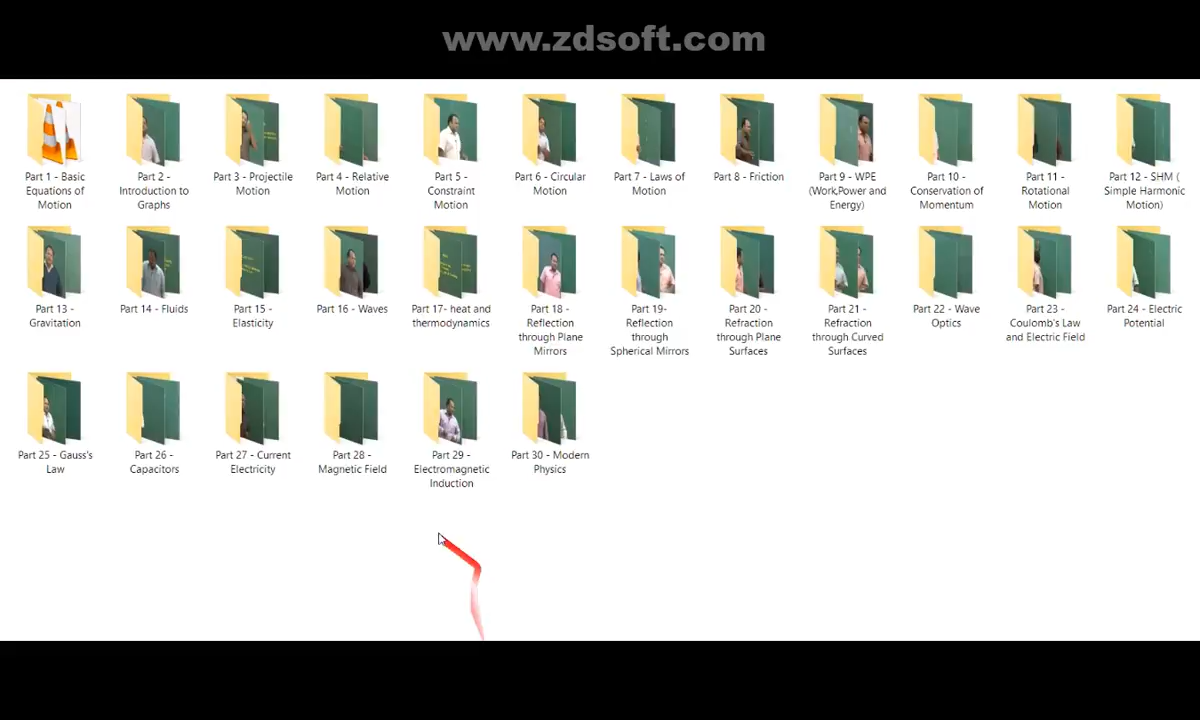 www.zdsoft.com
Part 1 - Basic
Equations of
Motion
Part 2 -
Introduction to
Graphs
Part 3 - Projectile
Motion
Part 4 - Relative
Motion
Part 5 -
Constraint
Motion
Part 6 - Circular
Motion
Part 7 - Laws of
Motion
Part 8 - Friction
Part 9 - WPE
(Work,Power and
Energy)
Part 10 -
Conservation of
Momentum
Part 11 -
Rotational
Motion
Part 12 - SHM (
Simple Harmonic
Motion)
Part 13 -
Gravitation
Part 14 - Fluids
Part 15 -
Elasticity
Part 16 - Waves
Part 17- heat and
thermodynamics
Part 18 -
Reflection
through Plane
Mirrors
Part 19-
Reflection
through
Spherical Mirrors
Part 20 -
Refraction
through Plane
Surfaces
Part 21 -
Refraction
through Curved
Surfaces
Part 22 - Wave
Optics
Part 23 -
Coulomb's Law
and Electric Field
Part 24 - Electric
Potential
Part 25 - Gauss's
Law
Part 26 -
Capacitors
Part 27 - Current
Electricity
Part 28 -
Magnetic Field
Part 29 -
Electromagnetic
Induction
Part 30 - Modern
Physics